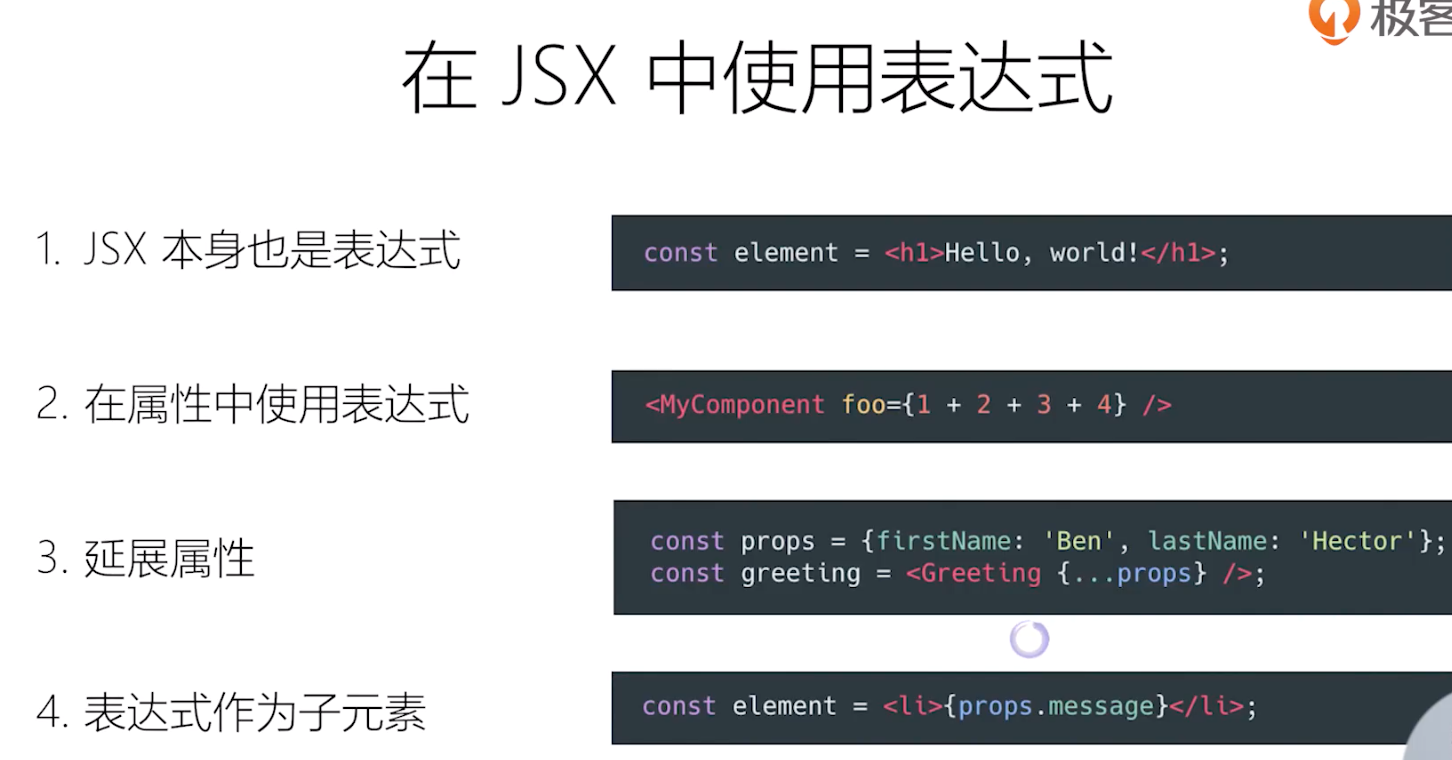 极客
在 JSX 中使用表达式
1. JSX 本身也是表达式
const element = <h1>Hello, world!</h1>;
2. 在属性中使用表达式
<MyComponent foo={1 + 2 + 3 + 4} />
3. 延展属性
const props = {firstName: 'Ben', lastName: 'Hector'};
const greeting = <Greeting {...props} />;
4. 表达式作为子元素
const element = <li>{props.message}</li>;